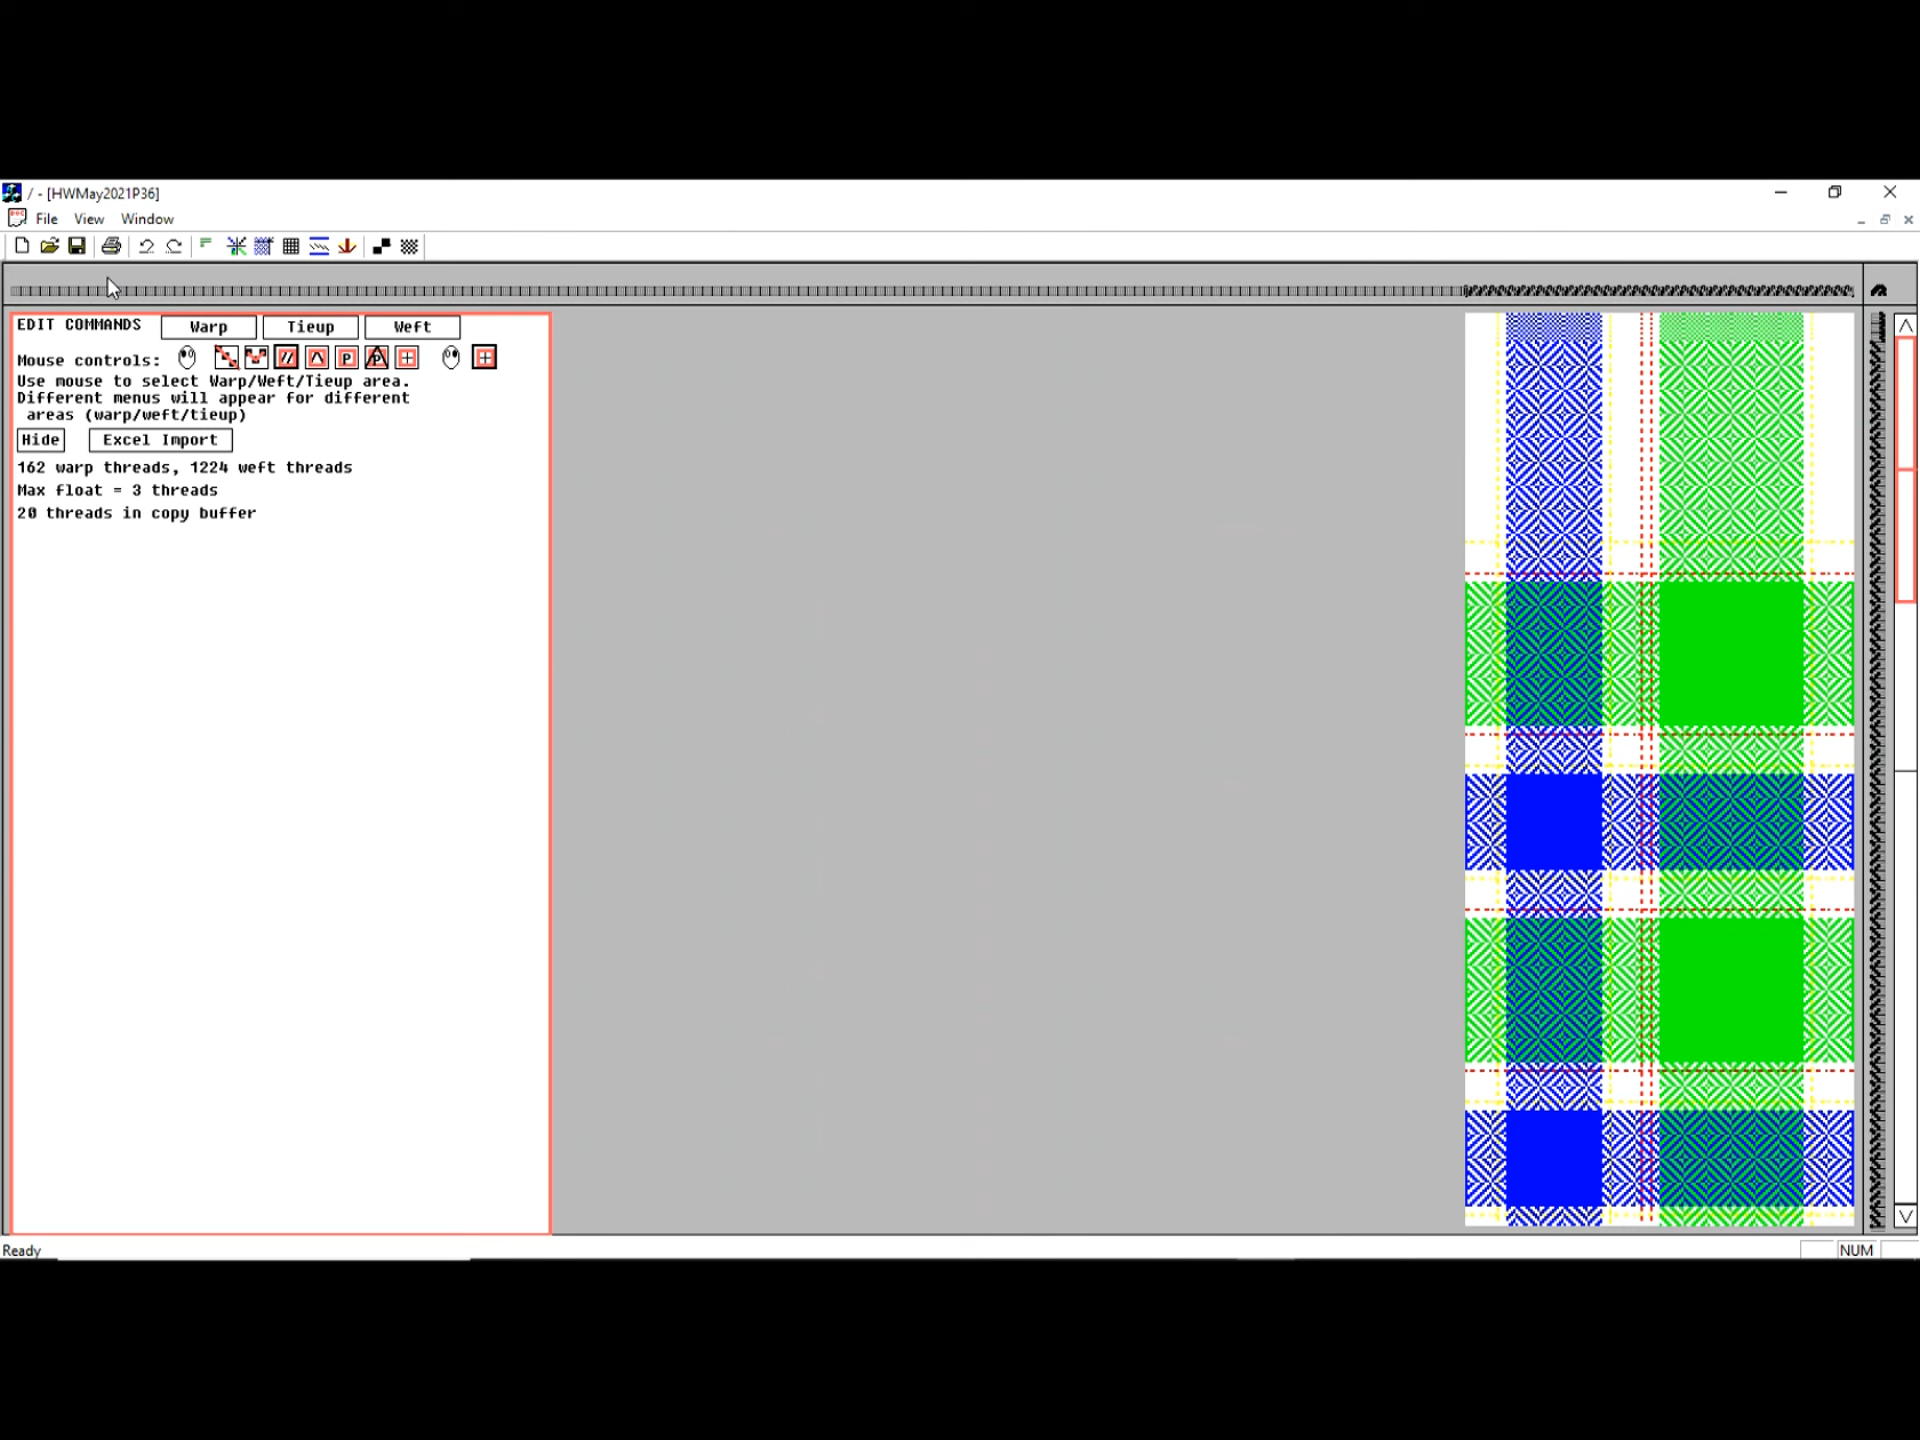 / - [HWMay2021P36]
File View Window
EDIT COMMANDS Warp Tieup Weft
Mouse controls: P P
Use mouse to select Warp/Weft/Tieup area.
Different menus will appear for different
areas (warp/weft/tieup)
Hide Excel Import
162 warp threads, 1224 weft threads
Max float = 3 threads
20 threads in copy buffer
Ready
NUM